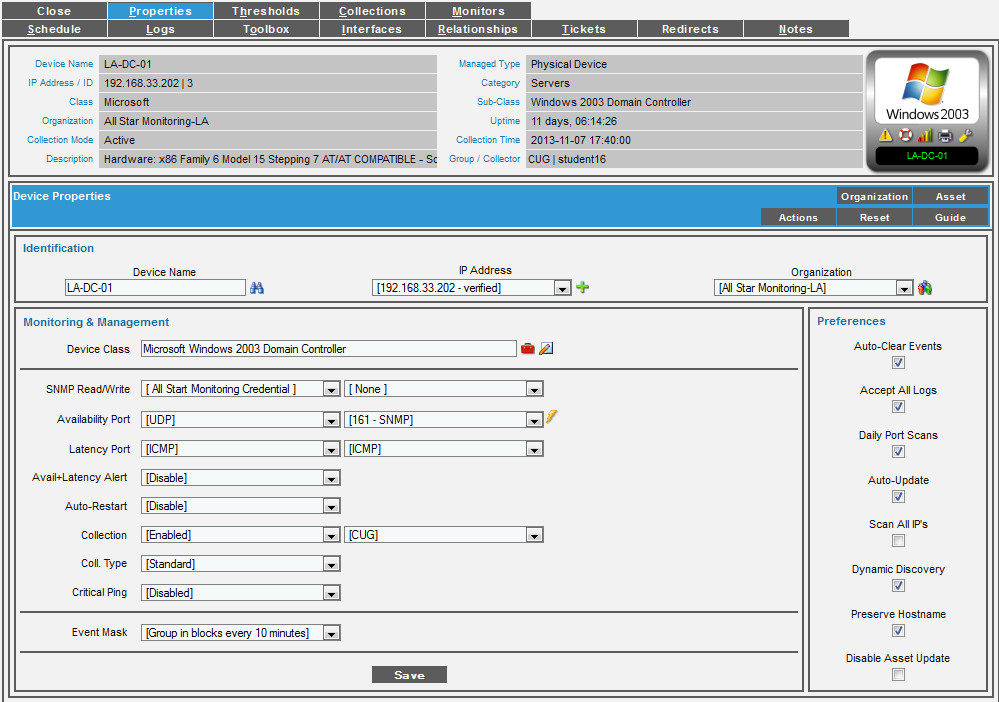 Close Properties Thresholds Collections Monitors
Schedule Logs Toolbox Interfaces Relationships Tickets Redirects Notes
Device Name LA-DC-01 Managed Type Physical Device
IP Address / ID 192.168.33.202 | 3 Category Servers
Class Microsoft Sub-Class Windows 2003 Domain Controller
Organization All Star Monitoring-LA Uptime 11 days, 06:14:26
Collection Mode Active Collection Time 2013-11-07 17:40:00
Description Hardware: x86 Family 6 Model 15 Stepping 7 AT/AT COMPATIBLE - Sc Group / Collector CUG | student16
Windows 2003
LA-DC-01
Device Properties Organization Asset
Actions Reset Guide
Identification
Device Name IP Address Organization
LA-DC-01 [192.168.33.202 - verified] [All Star Monitoring-LA]
Monitoring & Management
Device Class Microsoft Windows 2003 Domain Controller
SNMP Read/Write [ All Start Monitoring Credential ] [ None ]
Availability Port [UDP] [161 - SNMP]
Latency Port [ICMP] [ICMP]
Avail+Latency Alert [Disable]
Auto-Restart [Disable]
Collection [Enabled] [CUG]
Coll. Type [Standard]
Critical Ping [Disabled]
Event Mask [Group in blocks every 10 minutes]
Save
Preferences
Auto-Clear Events
Accept All Logs
Daily Port Scans
Auto-Update
Scan All IP's
Dynamic Discovery
Preserve Hostname
Disable Asset Update